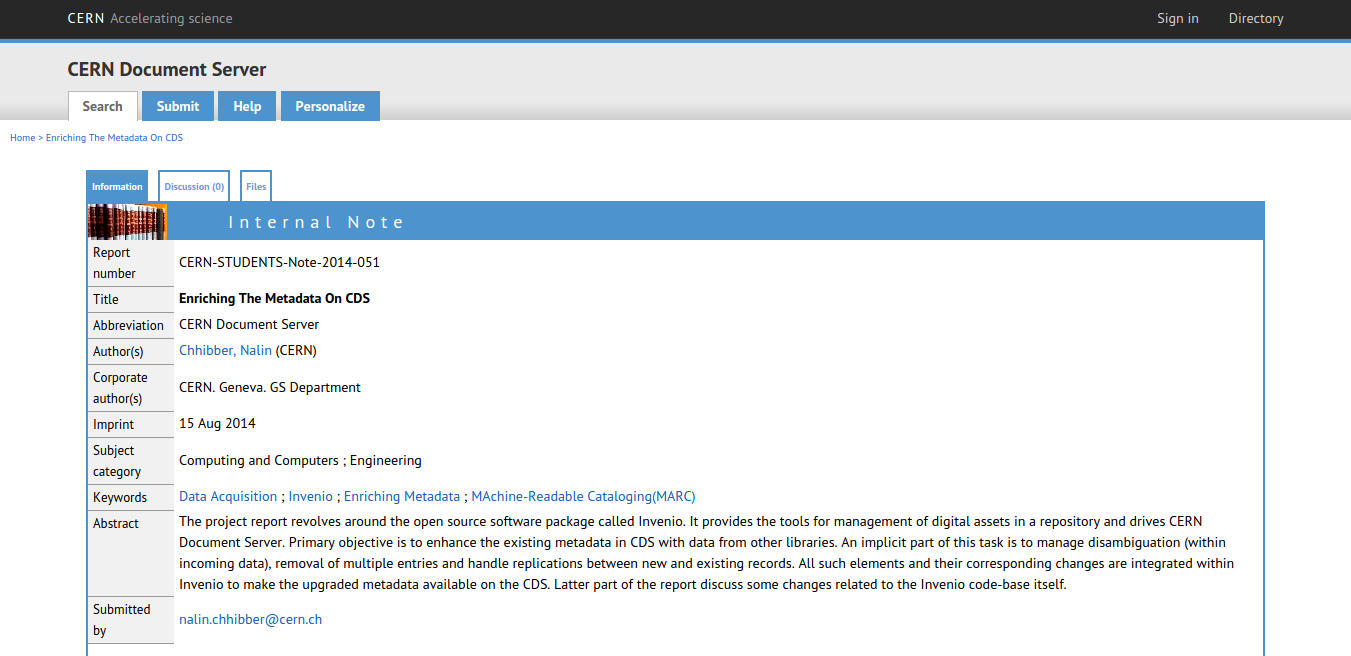 CERN Accelerating science
Sign in
Directory
CERN Document Server
Search
Submit
Help
Personalize
Home > Enriching The Metadata On CDS
Information
Discussion (0)
Files
Internal Note
Report number
CERN-STUDENTS-Note-2014-051
Title
Enriching The Metadata On CDS
Abbreviation
CERN Document Server
Author(s)
Chhibber, Nalin (CERN)
Corporate author(s)
CERN. Geneva. GS Department
Imprint
15 Aug 2014
Subject category
Computing and Computers ; Engineering
Keywords
Data Acquisition ; Invenio ; Enriching Metadata ; MAchine-Readable Cataloging(MARC)
Abstract
The project report revolves around the open source software package called Invenio. It provides the tools for management of digital assets in a repository and drives CERN
Document Server. Primary objective is to enhance the existing metadata in CDS with data from other libraries. An implicit part of this task is to manage disambiguation (within
incoming data), removal of multiple entries and handle replications between new and existing records. All such elements and their corresponding changes are integrated within
Invenio to make the upgraded metadata available on the CDS. Latter part of the report discuss some changes related to the Invenio code-base itself.
Submitted by
nalin.chhibber@cern.ch